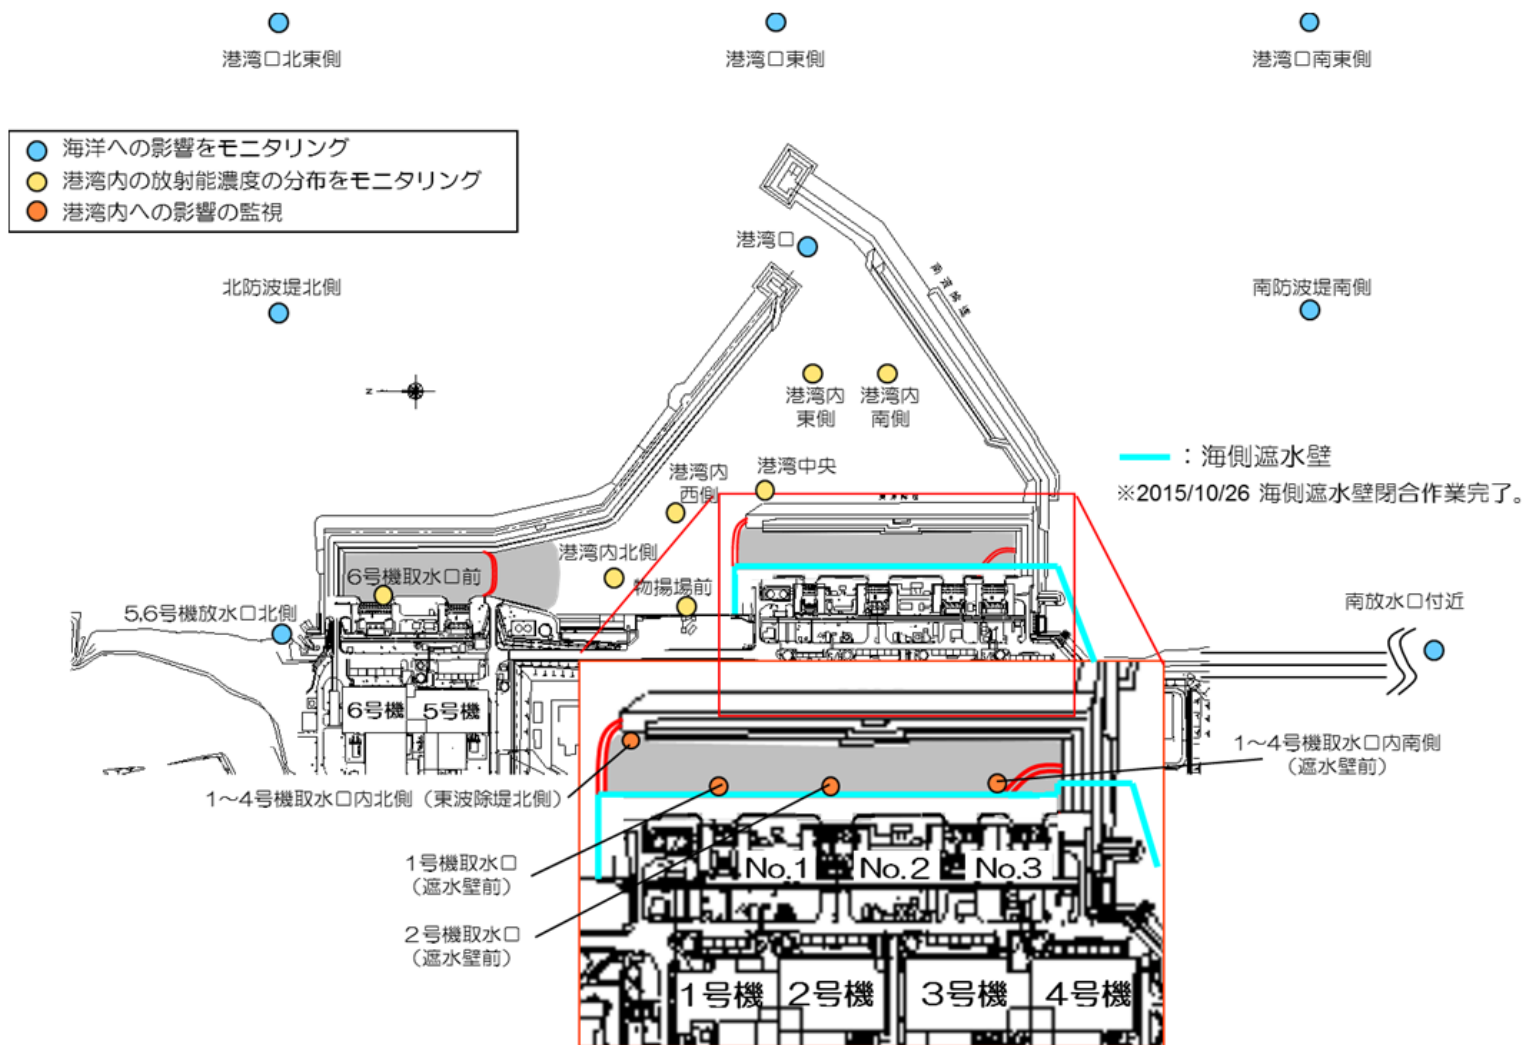 港湾口北東側
港湾口東側
港湾口南東側
海洋への影響をモニタリング
港湾内の放射能濃度の分布をモニタリング
港湾内への影響の監視
港湾口
北防波堤北側
南防波堤南側
N
港湾内
東側
港湾内
南側
：海側遮水壁
※2015/10/26 海側遮水壁閉合作業完了。
港湾内
西側
港湾中央
港湾内北側
物揚場前
6号機取水口前
5,6号機放水口北側
南放水口付近
6号機
5号機
1～4号機取水口内南側
（遮水壁前）
1～4号機取水口内北側（東波除堤北側）
1号機取水口
（遮水壁前）
2号機取水口
（遮水壁前）
No.1
No.2
No.3
1号機
2号機
3号機
4号機